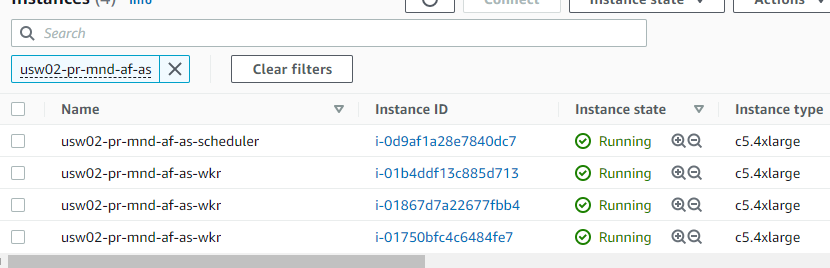 Instances (4) Info
Connect
Instance state
Actions
Search
usw02-pr-mnd-af-as
Clear filters
Name Instance ID Instance state Instance type
usw02-pr-mnd-af-as-scheduler i-0d9af1a28e7840dc7 Running c5.4xlarge
usw02-pr-mnd-af-as-wkr i-01b4ddf13c885d713 Running c5.4xlarge
usw02-pr-mnd-af-as-wkr i-01867d7a22677fbb4 Running c5.4xlarge
usw02-pr-mnd-af-as-wkr i-01750bfc4c6484fe7 Running c5.4xlarge